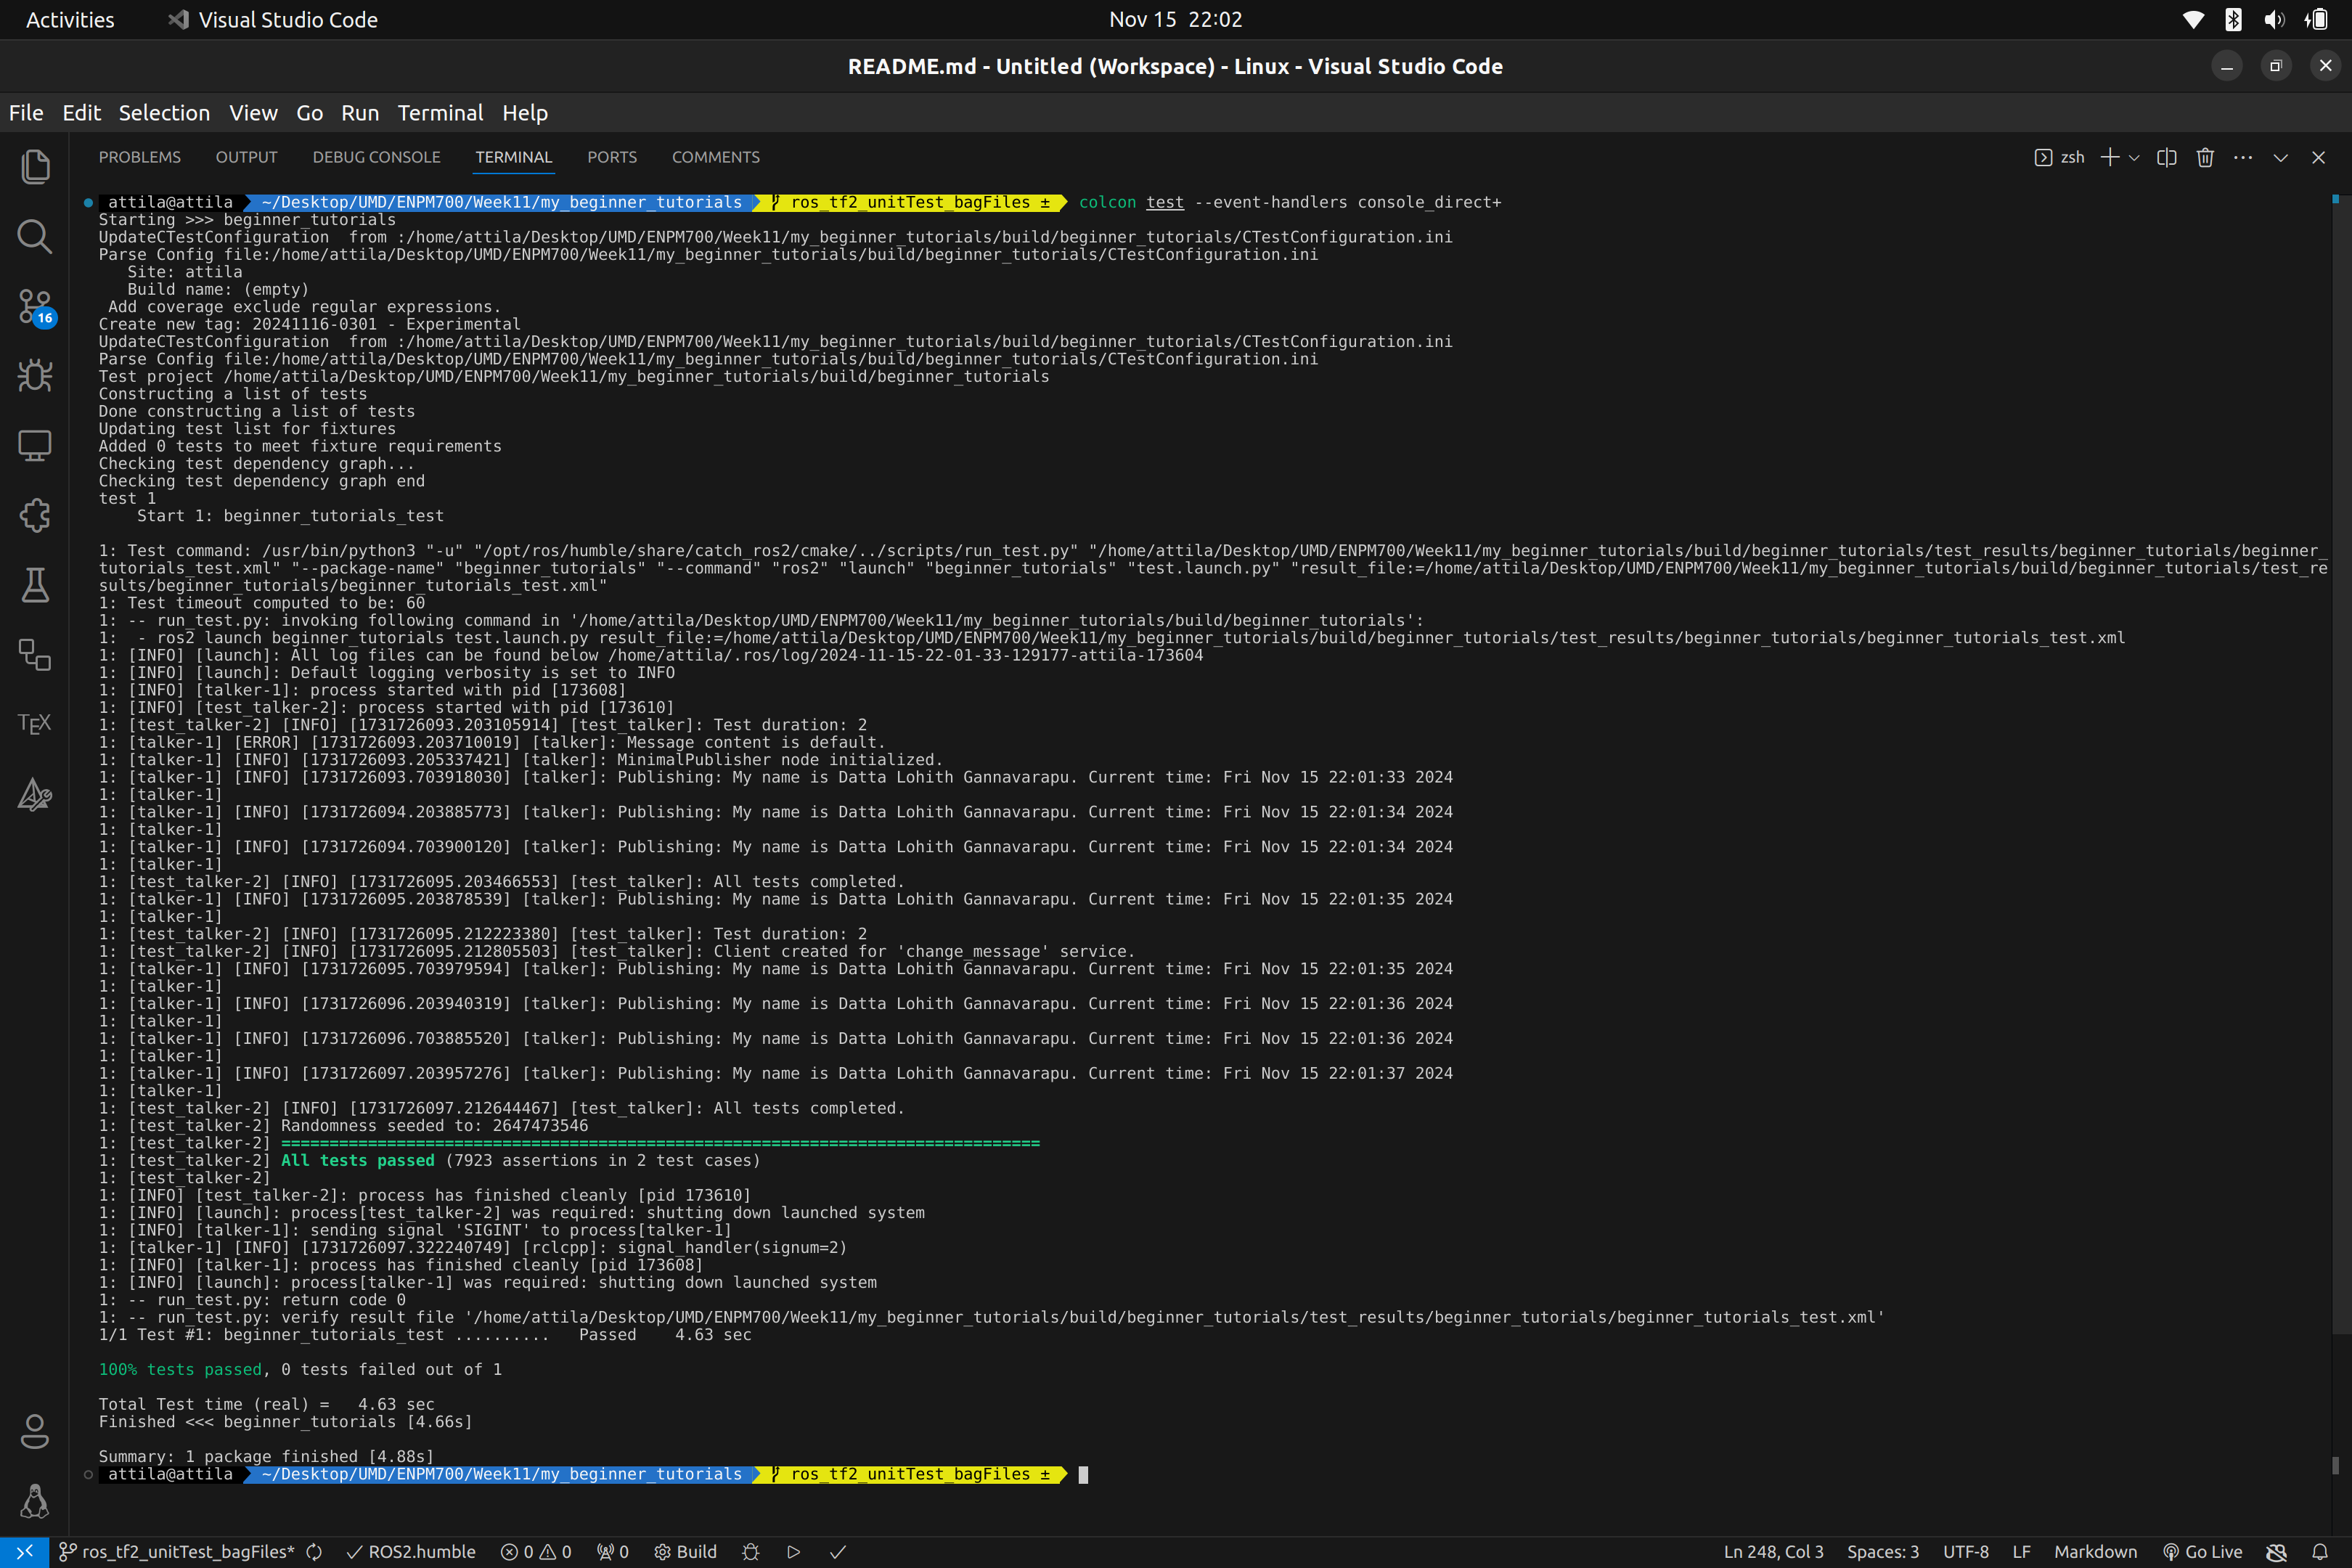 Activities
Visual Studio Code
Nov 15 22:02
README.md - Untitled (Workspace) - Linux - Visual Studio Code
File Edit Selection View Go Run Terminal Help
PROBLEMS OUTPUT DEBUG CONSOLE TERMINAL PORTS COMMENTS
zsh
16
TEX
attila@attila ~/Desktop/UMD/ENPM700/Week11/my_beginner_tutorials ros_tf2_unitTest_bagFiles ± colcon test --event-handlers console_direct+
Starting >>> beginner_tutorials
UpdateCTestConfiguration  from :/home/attila/Desktop/UMD/ENPM700/Week11/my_beginner_tutorials/build/beginner_tutorials/CTestConfiguration.ini
Parse Config file:/home/attila/Desktop/UMD/ENPM700/Week11/my_beginner_tutorials/build/beginner_tutorials/CTestConfiguration.ini
   Site: attila
   Build name: (empty)
 Add coverage exclude regular expressions.
Create new tag: 20241116-0301 - Experimental
UpdateCTestConfiguration  from :/home/attila/Desktop/UMD/ENPM700/Week11/my_beginner_tutorials/build/beginner_tutorials/CTestConfiguration.ini
Parse Config file:/home/attila/Desktop/UMD/ENPM700/Week11/my_beginner_tutorials/build/beginner_tutorials/CTestConfiguration.ini
Test project /home/attila/Desktop/UMD/ENPM700/Week11/my_beginner_tutorials/build/beginner_tutorials
Constructing a list of tests
Done constructing a list of tests
Updating test list for fixtures
Added 0 tests to meet fixture requirements
Checking test dependency graph...
Checking test dependency graph end
test 1
    Start 1: beginner_tutorials_test
1: Test command: /usr/bin/python3 "-u" "/opt/ros/humble/share/catch_ros2/cmake/../scripts/run_test.py" "/home/attila/Desktop/UMD/ENPM700/Week11/my_beginner_tutorials/build/beginner_tutorials/test_results/beginner_tutorials/beginner_
tutorials_test.xml" "--package-name" "beginner_tutorials" "--command" "ros2" "launch" "beginner_tutorials" "test.launch.py" "result_file:=/home/attila/Desktop/UMD/ENPM700/Week11/my_beginner_tutorials/build/beginner_tutorials/test_re
sults/beginner_tutorials/beginner_tutorials_test.xml"
1: Test timeout computed to be: 60
1: -- run_test.py: invoking following command in '/home/attila/Desktop/UMD/ENPM700/Week11/my_beginner_tutorials/build/beginner_tutorials':
1:  - ros2 launch beginner_tutorials test.launch.py result_file:=/home/attila/Desktop/UMD/ENPM700/Week11/my_beginner_tutorials/build/beginner_tutorials/test_results/beginner_tutorials/beginner_tutorials_test.xml
1: [INFO] [launch]: All log files can be found below /home/attila/.ros/log/2024-11-15-22-01-33-129177-attila-173604
1: [INFO] [launch]: Default logging verbosity is set to INFO
1: [INFO] [talker-1]: process started with pid [173608]
1: [INFO] [test_talker-2]: process started with pid [173610]
1: [test_talker-2] [INFO] [1731726093.203105914] [test_talker]: Test duration: 2
1: [talker-1] [ERROR] [1731726093.203710019] [talker]: Message content is default.
1: [talker-1] [INFO] [1731726093.205337421] [talker]: MinimalPublisher node initialized.
1: [talker-1] [INFO] [1731726093.703918030] [talker]: Publishing: My name is Datta Lohith Gannavarapu. Current time: Fri Nov 15 22:01:33 2024
1: [talker-1]
1: [talker-1] [INFO] [1731726094.203885773] [talker]: Publishing: My name is Datta Lohith Gannavarapu. Current time: Fri Nov 15 22:01:34 2024
1: [talker-1]
1: [talker-1] [INFO] [1731726094.703900120] [talker]: Publishing: My name is Datta Lohith Gannavarapu. Current time: Fri Nov 15 22:01:34 2024
1: [talker-1]
1: [test_talker-2] [INFO] [1731726095.203466553] [test_talker]: All tests completed.
1: [talker-1] [INFO] [1731726095.203878539] [talker]: Publishing: My name is Datta Lohith Gannavarapu. Current time: Fri Nov 15 22:01:35 2024
1: [talker-1]
1: [test_talker-2] [INFO] [1731726095.212223380] [test_talker]: Test duration: 2
1: [test_talker-2] [INFO] [1731726095.212805503] [test_talker]: Client created for 'change_message' service.
1: [talker-1] [INFO] [1731726095.703979594] [talker]: Publishing: My name is Datta Lohith Gannavarapu. Current time: Fri Nov 15 22:01:35 2024
1: [talker-1]
1: [talker-1] [INFO] [1731726096.203940319] [talker]: Publishing: My name is Datta Lohith Gannavarapu. Current time: Fri Nov 15 22:01:36 2024
1: [talker-1]
1: [talker-1] [INFO] [1731726096.703885520] [talker]: Publishing: My name is Datta Lohith Gannavarapu. Current time: Fri Nov 15 22:01:36 2024
1: [talker-1]
1: [talker-1] [INFO] [1731726097.203957276] [talker]: Publishing: My name is Datta Lohith Gannavarapu. Current time: Fri Nov 15 22:01:37 2024
1: [talker-1]
1: [test_talker-2] [INFO] [1731726097.212644467] [test_talker]: All tests completed.
1: [test_talker-2] Randomness seeded to: 2647473546
1: [test_talker-2] ===============================================================================
1: [test_talker-2] All tests passed (7923 assertions in 2 test cases)
1: [test_talker-2]
1: [INFO] [test_talker-2]: process has finished cleanly [pid 173610]
1: [INFO] [launch]: process[test_talker-2] was required: shutting down launched system
1: [INFO] [talker-1]: sending signal 'SIGINT' to process[talker-1]
1: [talker-1] [INFO] [1731726097.322240749] [rclcpp]: signal_handler(signum=2)
1: [INFO] [talker-1]: process has finished cleanly [pid 173608]
1: [INFO] [launch]: process[talker-1] was required: shutting down launched system
1: -- run_test.py: return code 0
1: -- run_test.py: verify result file '/home/attila/Desktop/UMD/ENPM700/Week11/my_beginner_tutorials/build/beginner_tutorials/test_results/beginner_tutorials/beginner_tutorials_test.xml'
1/1 Test #1: beginner_tutorials_test ..........   Passed    4.63 sec
100% tests passed, 0 tests failed out of 1
Total Test time (real) =   4.63 sec
Finished <<< beginner_tutorials [4.66s]
Summary: 1 package finished [4.88s]
attila@attila ~/Desktop/UMD/ENPM700/Week11/my_beginner_tutorials ros_tf2_unitTest_bagFiles ±
ros_tf2_unitTest_bagFiles* ROS2.humble 0 0 0 Build Ln 248, Col 3 Spaces: 3 UTF-8 LF Markdown Go Live